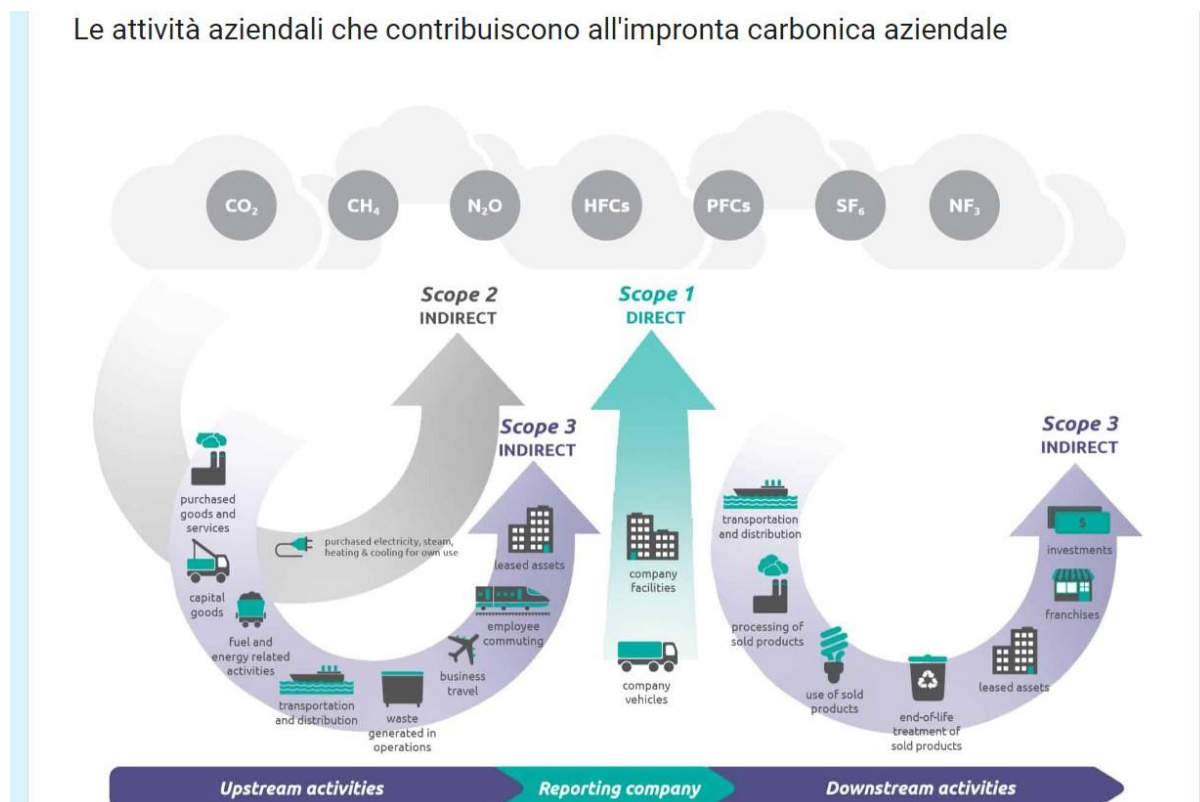 Le attività aziendali che contribuiscono all'impronta carbonica aziendale
CO₂
CH₄
N₂O
HFCs
PFCs
SF₆
NF₃
Scope 2
INDIRECT
Scope 1
DIRECT
Scope 3
INDIRECT
Scope 3
INDIRECT
purchased
goods and
services
capital
goods
fuel and
energy related
activities
transportation
and distribution
waste
generated in
operations
business
travel
employee
commuting
leased assets
purchased electricity, steam,
heating & cooling for own use
company
facilities
company
vehicles
transportation
and distribution
processing of
sold products
use of sold
products
end-of-life
treatment of
sold products
leased assets
franchises
$
investments
Upstream activities
Reporting company
Downstream activities